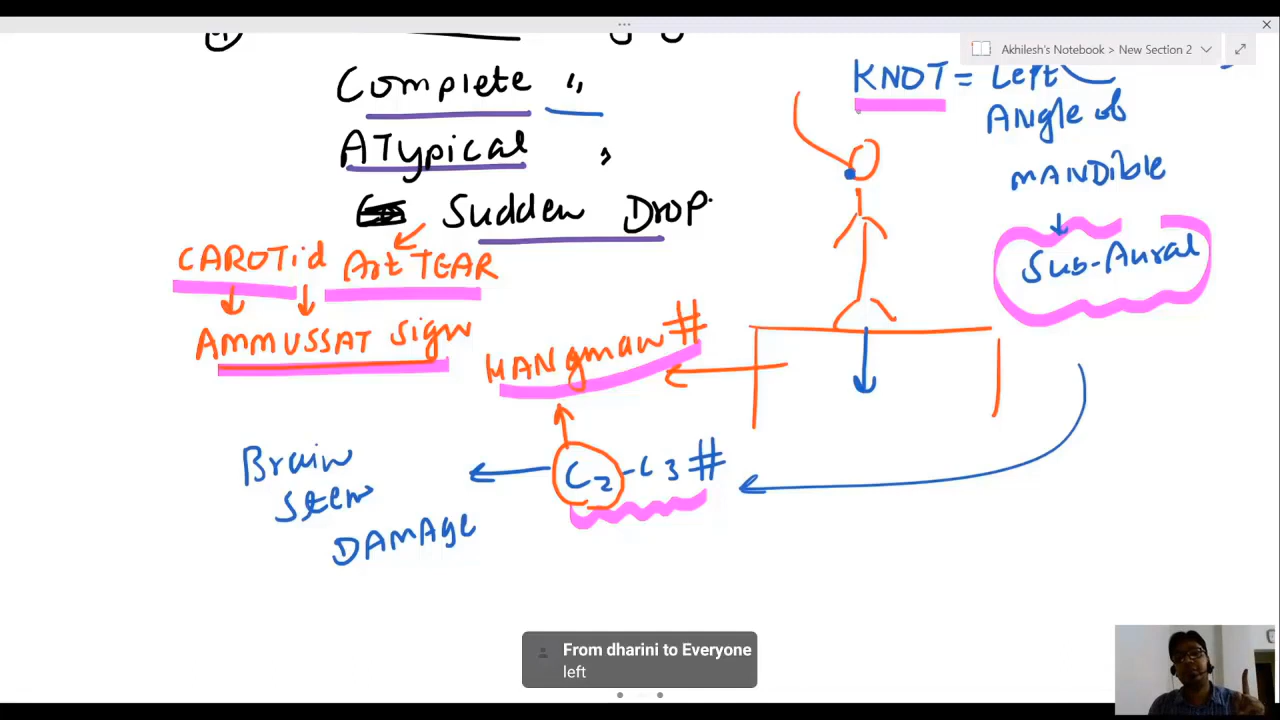 Akhilesh's Notebook > New Section 2
Complete "
ATypical "
Sudden Drop
CAROTid Art TEAR
AMMUSSAT sign
KNOT = Left
Angle of
MANDible
Sub-Aural
HANgman #
C2-C3 #
Brain
Stem
DAMAge
From dharini to Everyone
left